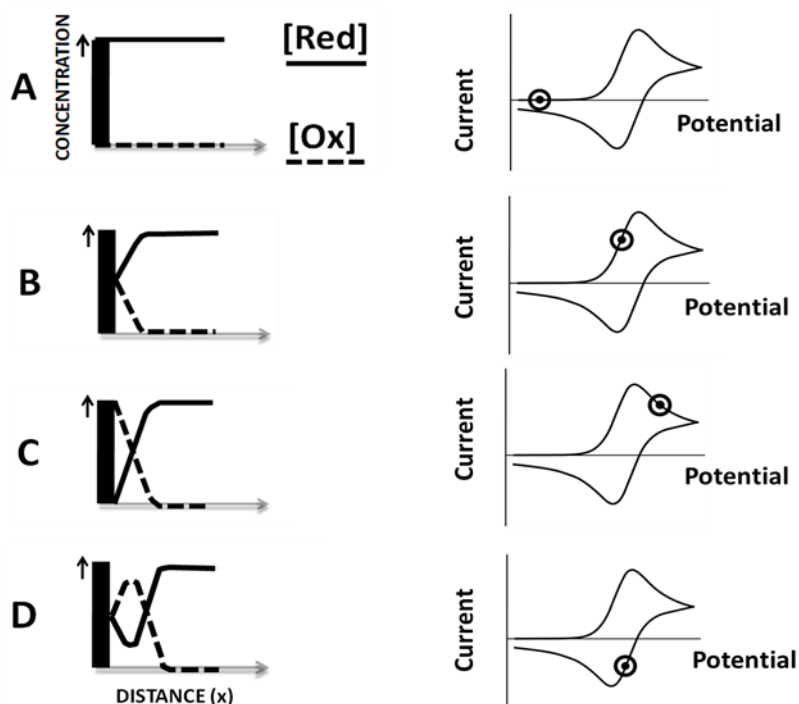 A
CONCENTRATION
[Red]
[Ox]
Current
Potential
B
Current
Potential
C
Current
Potential
D
DISTANCE (x)
Current
Potential